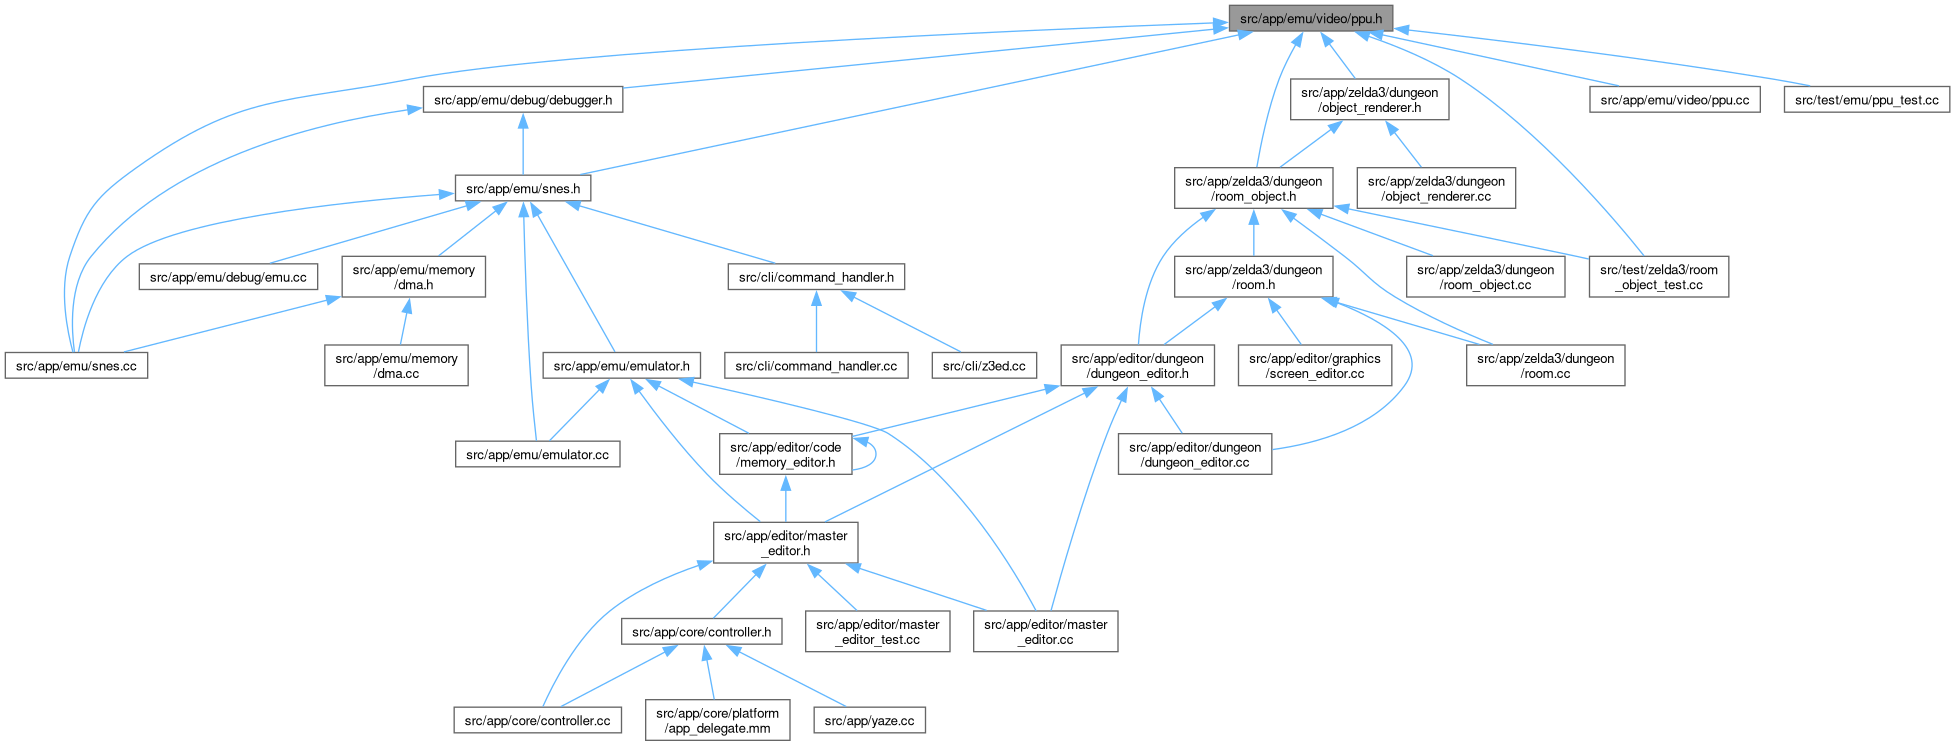 src/app/emu/video/ppu.h
src/app/emu/debug/debugger.h
src/app/zelda3/dungeon
/object_renderer.h
src/app/emu/video/ppu.cc
src/test/emu/ppu_test.cc
src/app/emu/snes.h
src/app/zelda3/dungeon
/room_object.h
src/app/zelda3/dungeon
/object_renderer.cc
src/app/emu/debug/emu.cc
src/app/emu/memory
/dma.h
src/cli/command_handler.h
src/app/zelda3/dungeon
/room.h
src/app/zelda3/dungeon
/room_object.cc
src/test/zelda3/room
_object_test.cc
src/app/emu/snes.cc
src/app/emu/memory
/dma.cc
src/app/emu/emulator.h
src/cli/command_handler.cc
src/cli/z3ed.cc
src/app/editor/dungeon
/dungeon_editor.h
src/app/editor/graphics
/screen_editor.cc
src/app/zelda3/dungeon
/room.cc
src/app/emu/emulator.cc
src/app/editor/code
/memory_editor.h
src/app/editor/dungeon
/dungeon_editor.cc
src/app/editor/master
_editor.h
src/app/core/controller.h
src/app/editor/master
_editor_test.cc
src/app/editor/master
_editor.cc
src/app/core/controller.cc
src/app/core/platform
/app_delegate.mm
src/app/yaze.cc